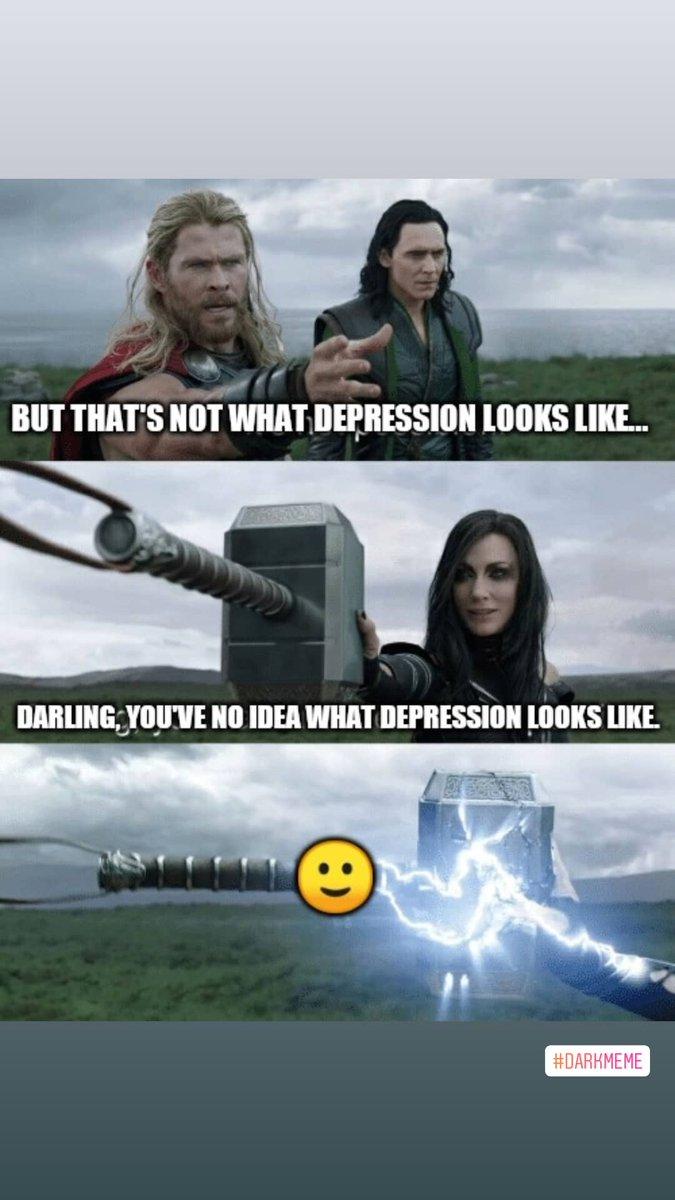 BUT THAT'S NOT WHAT DEPRESSION LOOKS LIKE...
DARLING, YOU'VE NO IDEA WHAT DEPRESSION LOOKS LIKE.
#DARKMEME